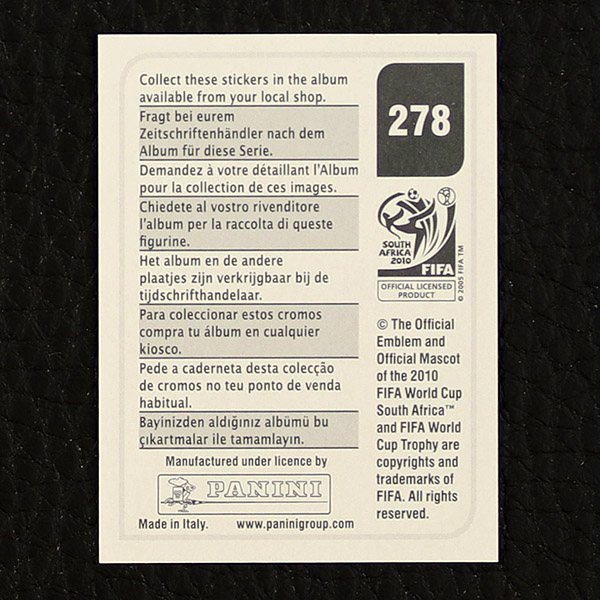 Collect these stickers in the album
available from your local shop.
Fragt bei eurem
Zeitschriftenhändler nach dem
Album für diese Serie.
Demandez à votre détaillant l'Album
pour la collection de ces images.
Chiedete al vostro rivenditore
l'album per la raccolta di queste
figurine.
Het album en de andere
plaatjes zijn verkrijgbaar bij de
tijdschrifthandelaar.
Para coleccionar estos cromos
compra tu álbum en cualquier
kiosco.
Pede a caderneta desta colecção
de cromos no teu ponto de venda
habitual.
Bayinizden aldığınız albümü bu
çıkartmalar ile tamamlayın.
Manufactured under licence by
PANINI
Made in Italy. www.paninigroup.com
278
SOUTH
AFRICA
2010
FIFA
OFFICIAL LICENSED
PRODUCT
© 2005 FIFA TM
© The Official
Emblem and
Official Mascot
of the 2010
FIFA World Cup
South Africa™
and FIFA World
Cup Trophy are
copyrights and
trademarks of
FIFA. All rights
reserved.